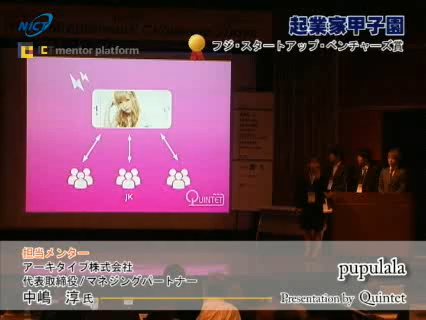 NICT
起業家甲子園
フジ・スタートアップ・ベンチャーズ賞
ICT mentor platform
JK
QUINTET
担当メンター
アーキタイプ株式会社
代表取締役/マネジングパートナー
中嶋 淳 氏
pupulala
Presentation by Quintet